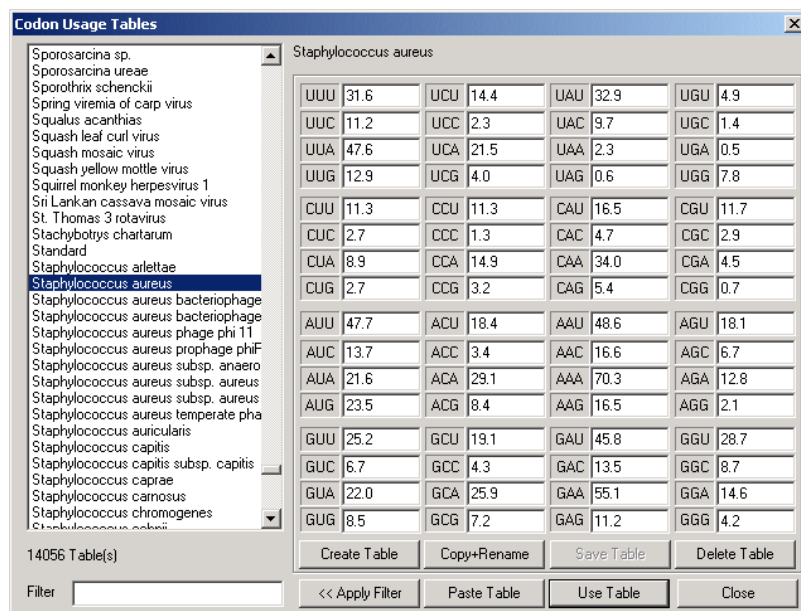 Codon Usage Tables
Sporosarcina sp.
Sporosarcina ureae
Sporothrix schenckii
Spring viremia of carp virus
Squalus acanthias
Squash leaf curl virus
Squash mosaic virus
Squash yellow mottle virus
Squirrel monkey herpesvirus 1
Sri Lankan cassava mosaic virus
St. Thomas 3 rotavirus
Stachybotrys chartarum
Standard
Staphylococcus arlettae
Staphylococcus aureus
Staphylococcus aureus bacteriophage
Staphylococcus aureus bacteriophage
Staphylococcus aureus phage phi 11
Staphylococcus aureus prophage phiF
Staphylococcus aureus subsp. anaero
Staphylococcus aureus subsp. aureus
Staphylococcus aureus subsp. aureus
Staphylococcus aureus temperate pha
Staphylococcus auricularis
Staphylococcus capitis
Staphylococcus capitis subsp. capitis
Staphylococcus caprae
Staphylococcus carnosus
Staphylococcus chromogenes
Staphylococcus cohnii
14056 Table(s)
Filter
Staphylococcus aureus
UUU 31.6 UCU 14.4 UAU 32.9 UGU 4.9
UUC 11.2 UCC 2.3 UAC 9.7 UGC 1.4
UUA 47.6 UCA 21.5 UAA 2.3 UGA 0.5
UUG 12.9 UCG 4.0 UAG 0.6 UGG 7.8
CUU 11.3 CCU 11.3 CAU 16.5 CGU 11.7
CUC 2.7 CCC 1.3 CAC 4.7 CGC 2.9
CUA 8.9 CCA 14.9 CAA 34.0 CGA 4.5
CUG 2.7 CCG 3.2 CAG 5.4 CGG 0.7
AUU 47.7 ACU 18.4 AAU 48.6 AGU 18.1
AUC 13.7 ACC 3.4 AAC 16.6 AGC 6.7
AUA 21.6 ACA 29.1 AAA 70.3 AGA 12.8
AUG 23.5 ACG 8.4 AAG 16.5 AGG 2.1
GUU 25.2 GCU 19.1 GAU 45.8 GGU 28.7
GUC 6.7 GCC 4.3 GAC 13.5 GGC 8.7
GUA 22.0 GCA 25.9 GAA 55.1 GGA 14.6
GUG 8.5 GCG 7.2 GAG 11.2 GGG 4.2
Create Table Copy+Rename Save Table Delete Table
<< Apply Filter Paste Table Use Table Close